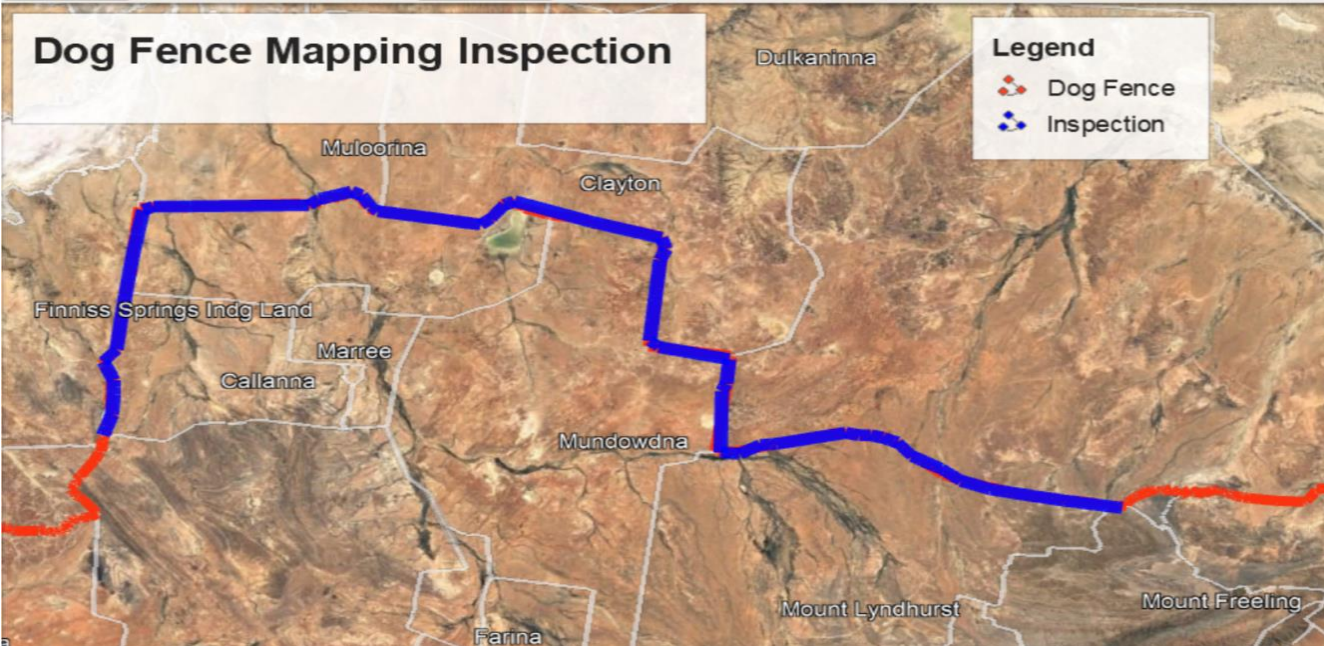 Dog Fence Mapping Inspection
Legend
Dog Fence
Inspection
Dulkaninna
Muloorina
Clayton
Finniss Springs Indg Land
Marree
Callanna
Mundowdna
Mount Lyndhurst
Mount Freeling
Farina